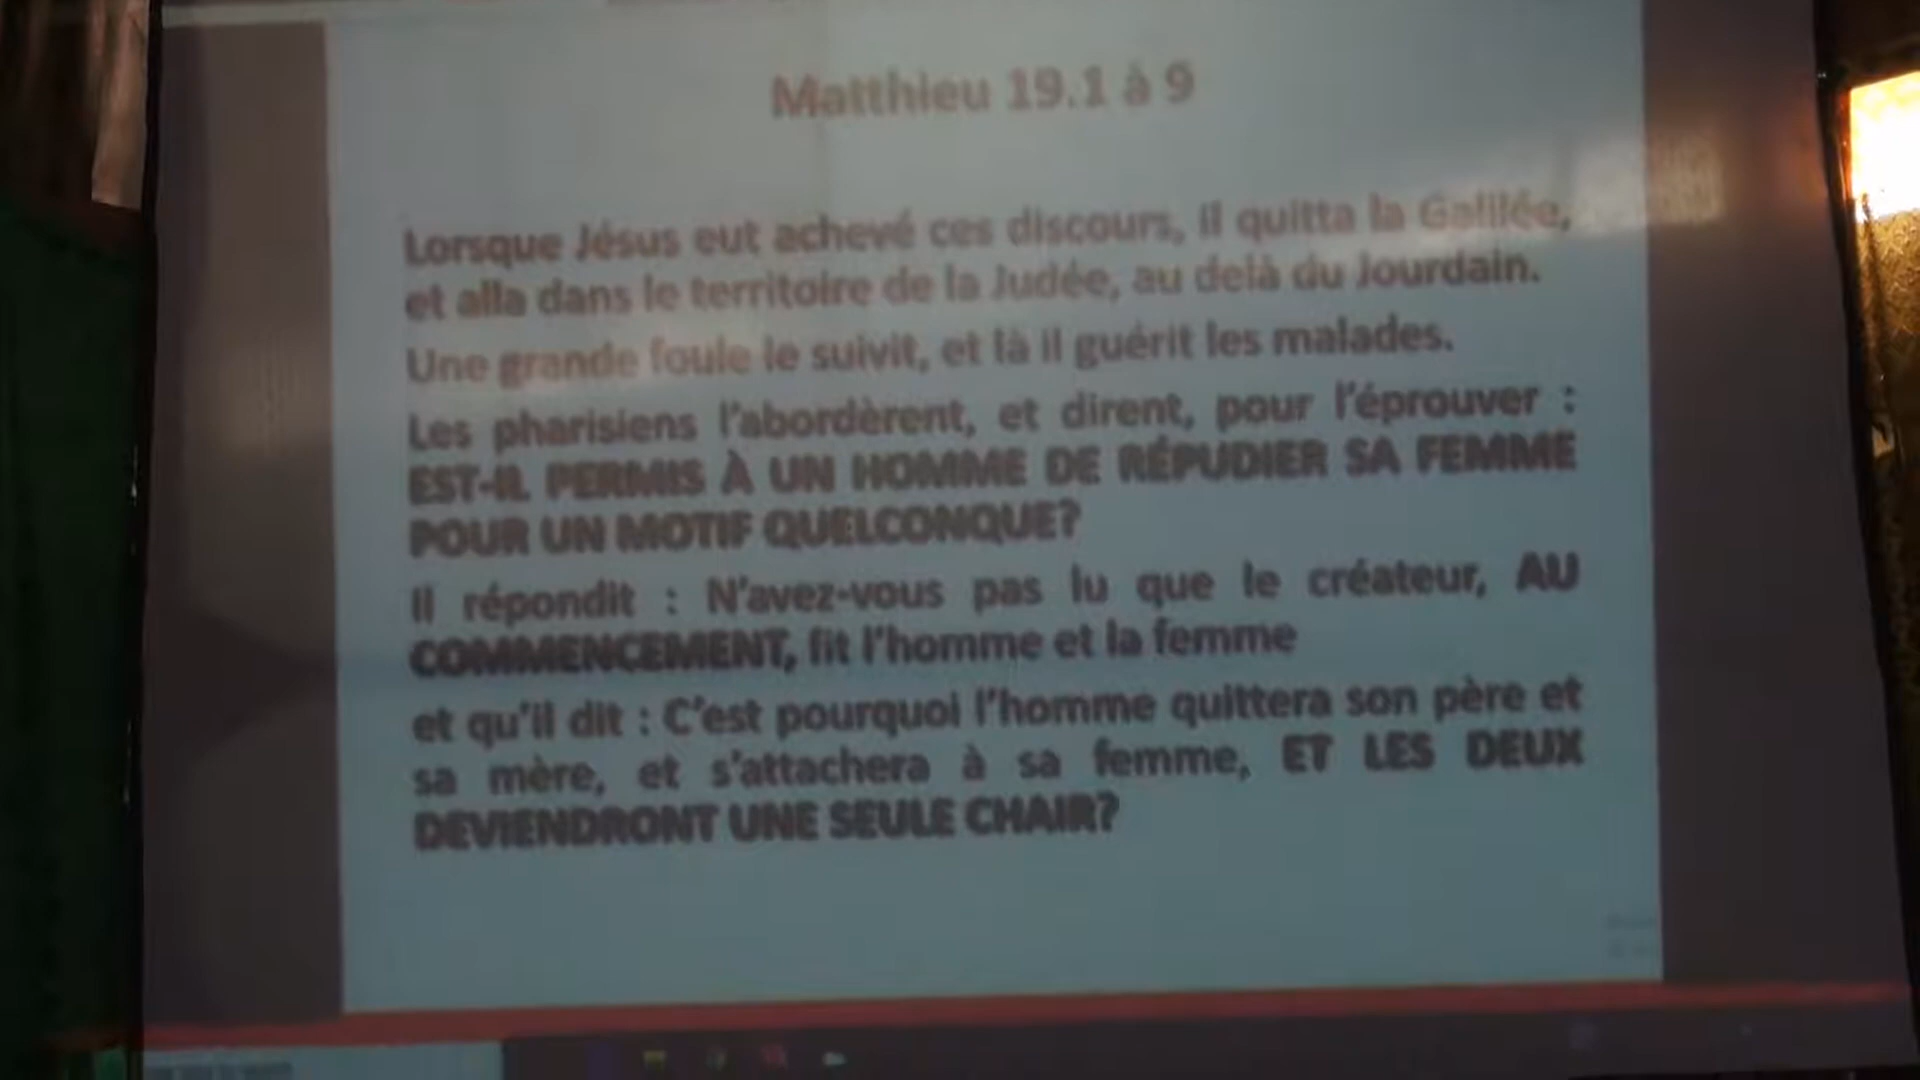 Matthieu 19.1 à 9
Lorsque Jésus eut achevé ces discours, il quitta la Galilée,
et alla dans le territoire de la Judée, au delà du Jourdain.
Une grande foule le suivit, et là il guérit les malades.
Les pharisiens l'abordèrent, et dirent, pour l'éprouver :
EST-IL PERMIS À UN HOMME DE RÉPUDIER SA FEMME
POUR UN MOTIF QUELCONQUE?
Il répondit : N'avez-vous pas lu que le créateur, AU
COMMENCEMENT, fit l'homme et la femme
et qu'il dit : C'est pourquoi l'homme quittera son père et
sa mère, et s'attachera à sa femme, ET LES DEUX
DEVIENDRONT UNE SEULE CHAIR?